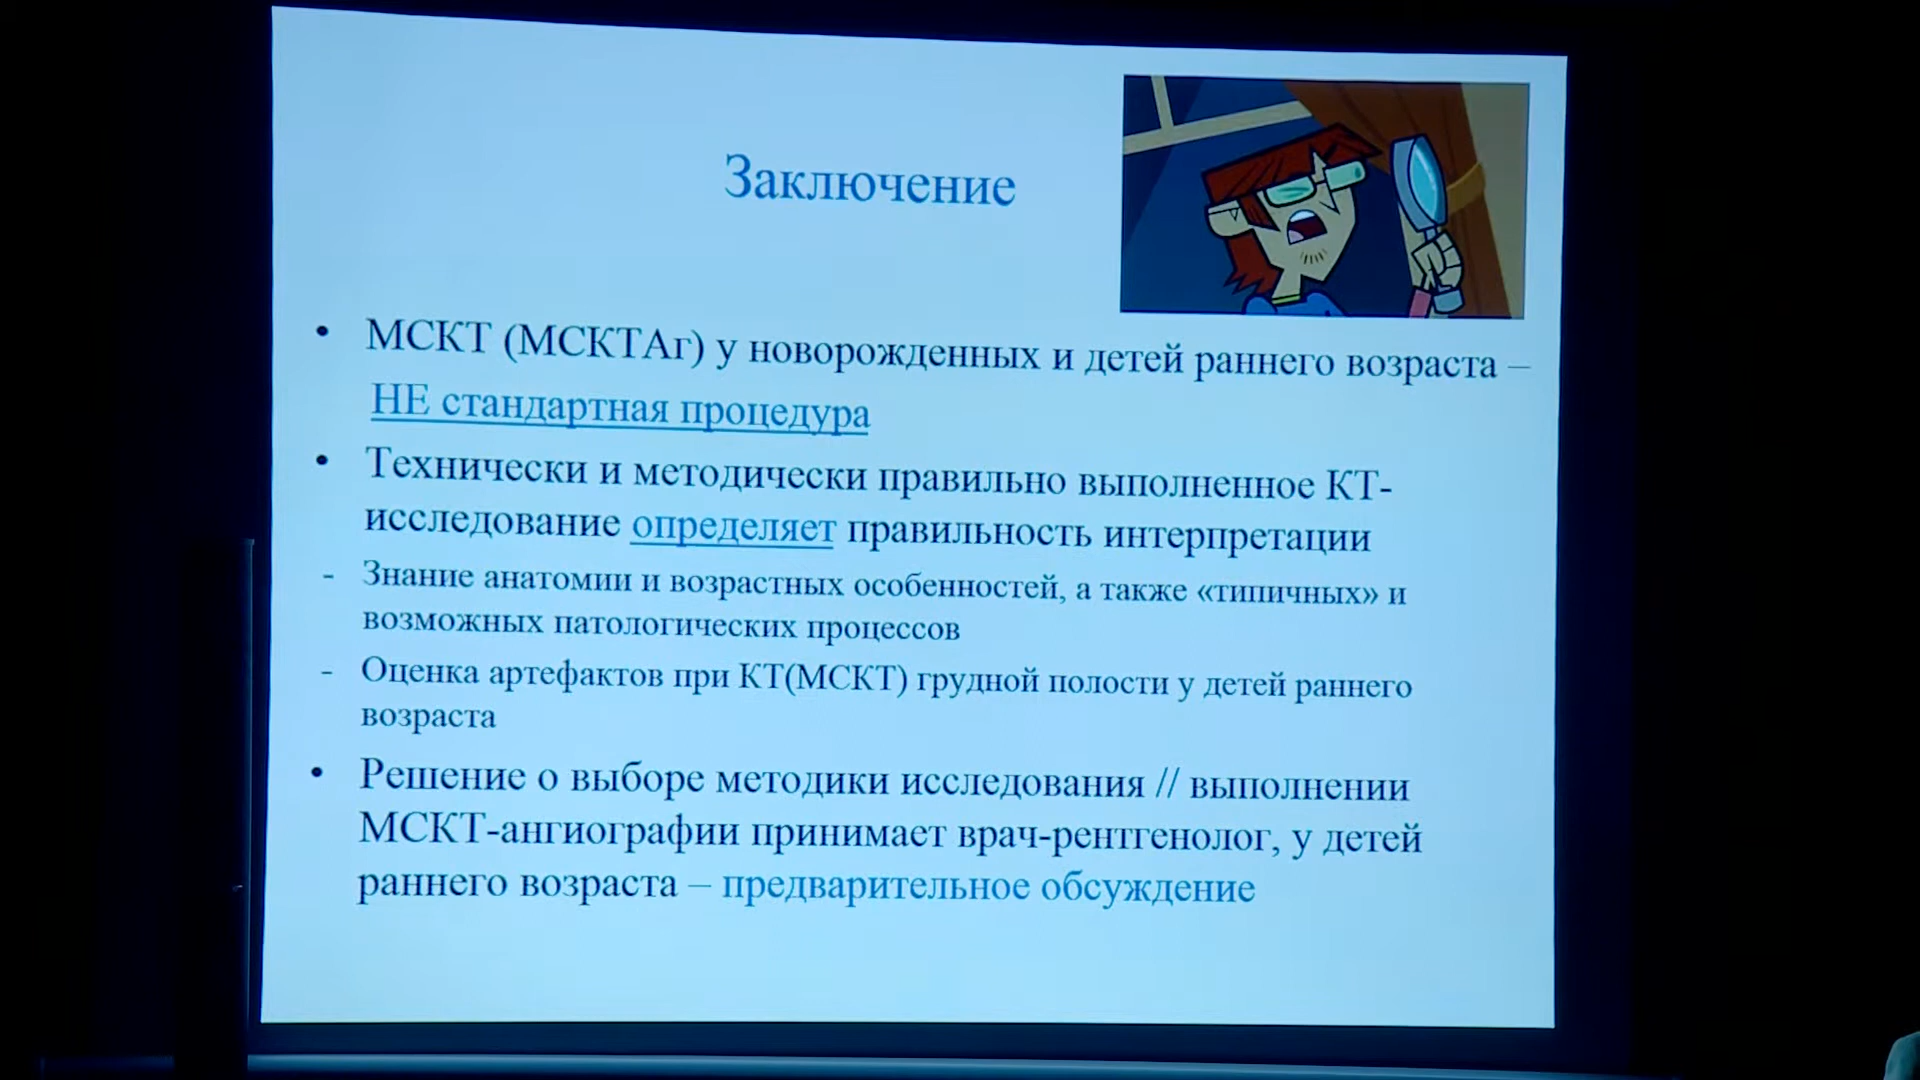 Заключение
• МСКТ (МСКТАг) у новорожденных и детей раннего возраста –
НЕ стандартная процедура
• Технически и методически правильно выполненное КТ-
исследование определяет правильность интерпретации
- Знание анатомии и возрастных особенностей, а также «типичных» и
возможных патологических процессов
- Оценка артефактов при КТ(МСКТ) грудной полости у детей раннего
возраста
• Решение о выборе методики исследования // выполнении
МСКТ-ангиографии принимает врач-рентгенолог, у детей
раннего возраста – предварительное обсуждение